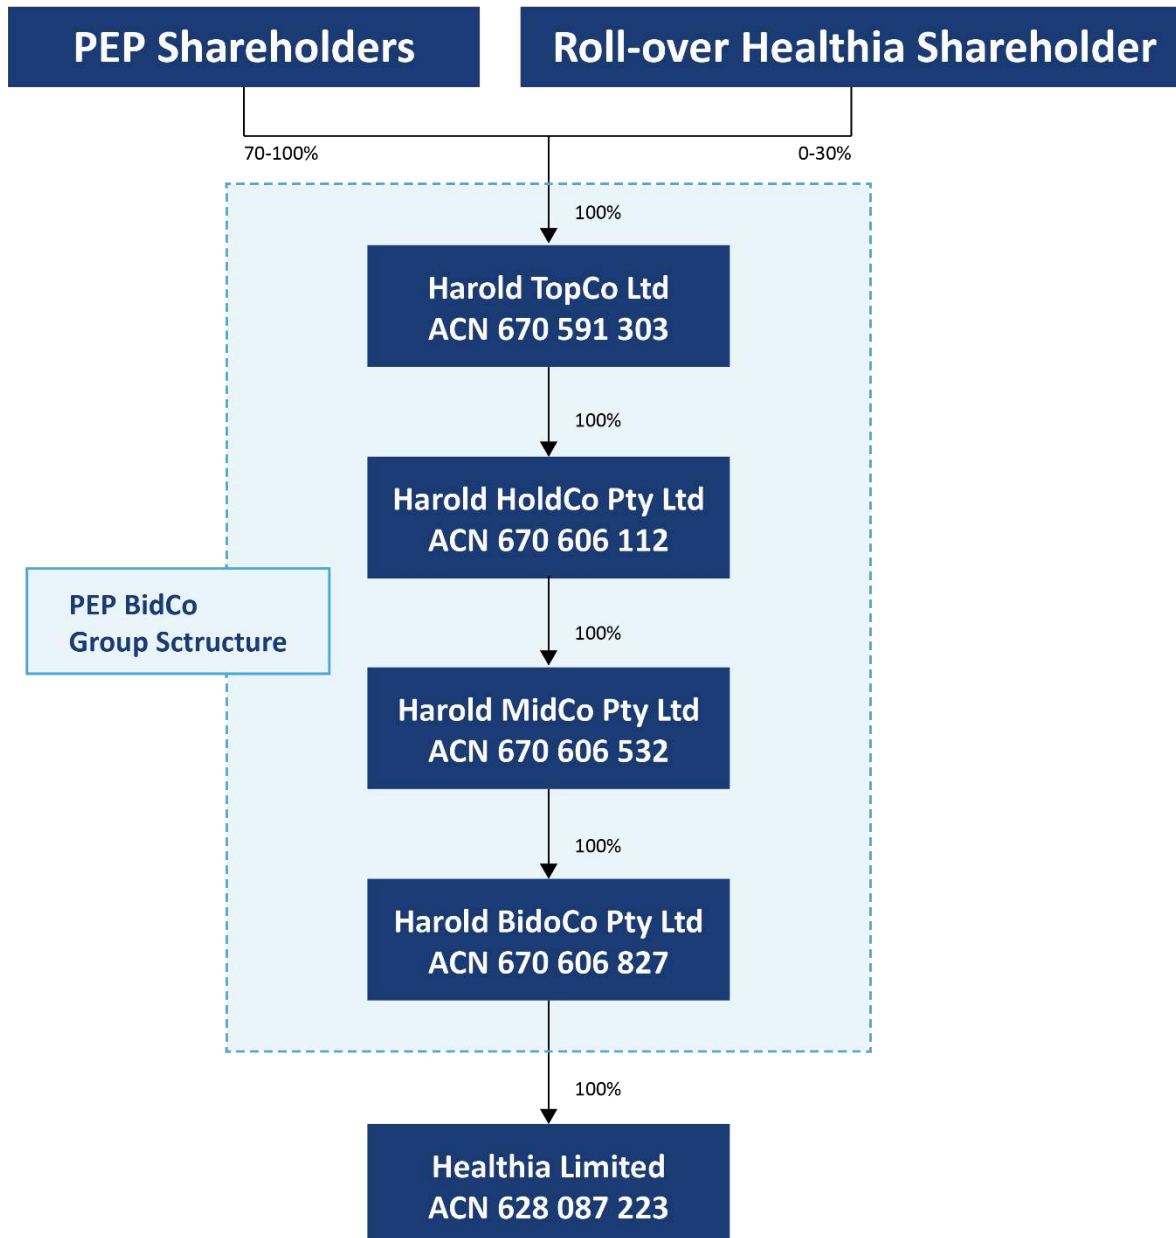 PEP Shareholders
Roll-over Healthia Shareholder
70-100%
0-30%
100%
Harold TopCo Ltd
ACN 670 591 303
100%
Harold HoldCo Pty Ltd
ACN 670 606 112
PEP BidCo
Group Sctructure
100%
Harold MidCo Pty Ltd
ACN 670 606 532
100%
Harold BidoCo Pty Ltd
ACN 670 606 827
100%
Healthia Limited
ACN 628 087 223